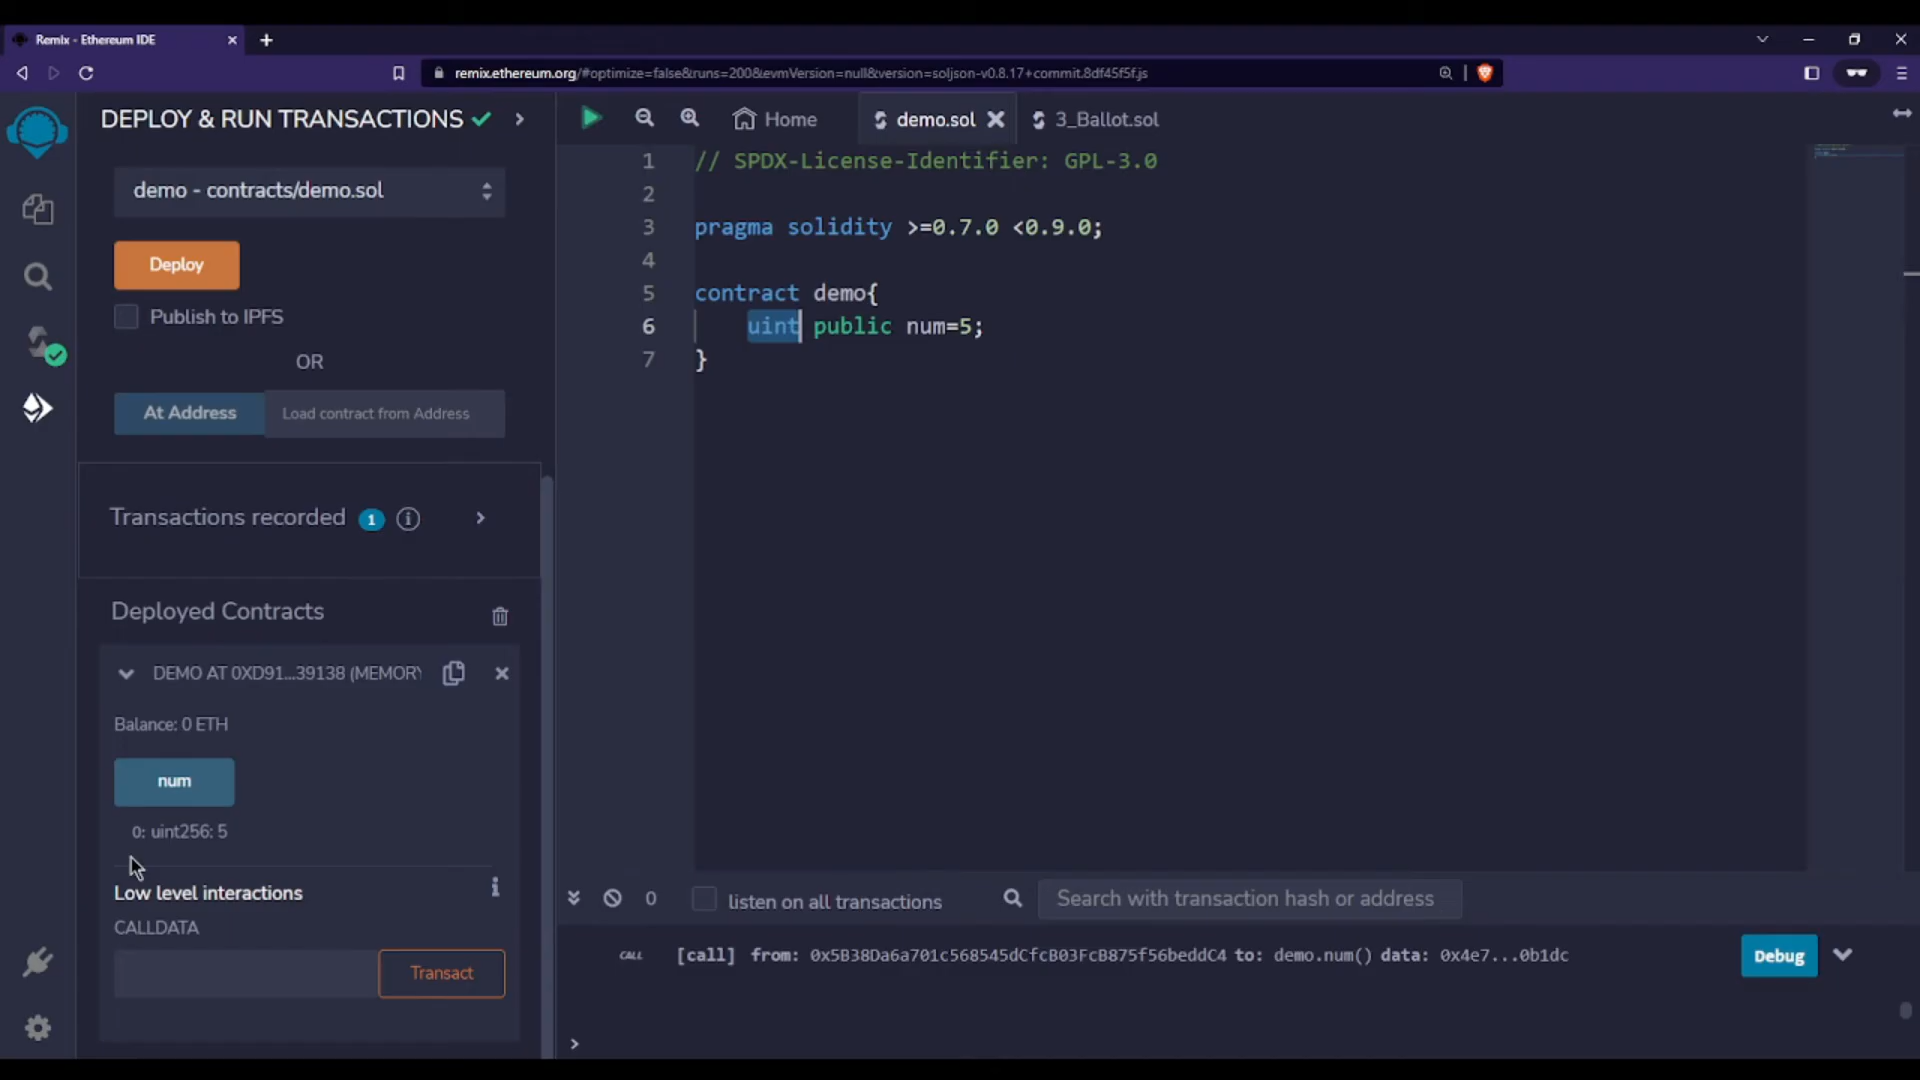 Remix - Ethereum IDE
remix.ethereum.org/#optimize=false&runs=200&evmVersion=null&version=soljson-v0.8.17+commit.8df45f5f.js
DEPLOY & RUN TRANSACTIONS
demo - contracts/demo.sol
Deploy
Publish to IPFS
OR
At Address
Load contract from Address
Transactions recorded 1
Deployed Contracts
DEMO AT 0XD91...39138 (MEMORY
Balance: 0 ETH
num
0: uint256: 5
Low level interactions
CALLDATA
Transact
Home
demo.sol
3_Ballot.sol
1 // SPDX-License-Identifier: GPL-3.0
2
3 pragma solidity >=0.7.0 <0.9.0;
4
5 contract demo{
6 uint public num=5;
7 }
0
listen on all transactions
Search with transaction hash or address
CALL [call] from: 0x5B38Da6a701c568545dCfcB03FcB875f56beddC4 to: demo.num() data: 0x4e7...0b1dc
Debug
>